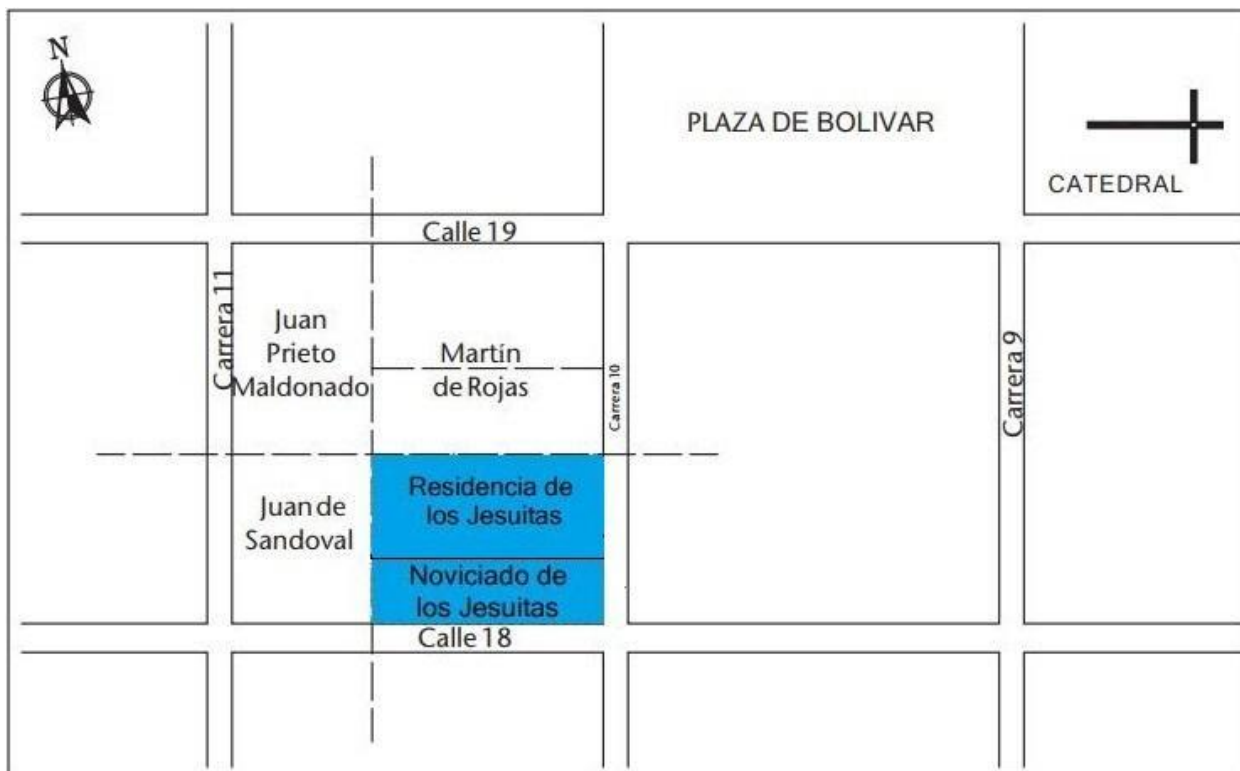 N
PLAZA DE BOLIVAR
CATEDRAL
Calle 19
Carrera 11
Juan
Prieto
Maldonado
Martín
de Rojas
Carrera 10
Carrera 9
Residencia de
los Jesuitas
Juan de
Sandoval
Noviciado de
los Jesuitas
Calle 18